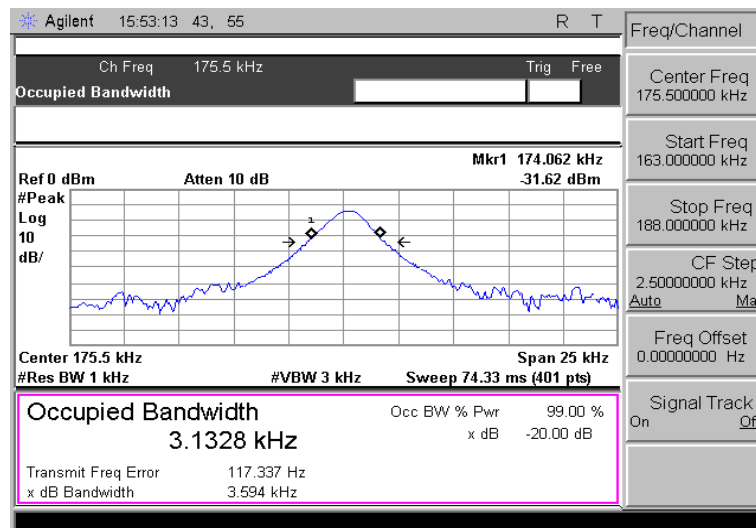 Agilent 15:53:13 43, 55 R T
Ch Freq 175.5 kHz Trig Free
Occupied Bandwidth
Mkr1 174.062 kHz
Ref 0 dBm Atten 10 dB -31.62 dBm
#Peak
Log
10
dB/
1
Center 175.5 kHz Span 25 kHz
#Res BW 1 kHz #VBW 3 kHz Sweep 74.33 ms (401 pts)
Occupied Bandwidth Occ BW % Pwr 99.00 %
3.1328 kHz x dB -20.00 dB
Transmit Freq Error 117.337 Hz
x dB Bandwidth 3.594 kHz
Freq/Channel
Center Freq
175.500000 kHz
Start Freq
163.000000 kHz
Stop Freq
188.000000 kHz
CF Step
2.50000000 kHz
Auto Ma
Freq Offset
0.00000000 Hz
Signal Track
On Of